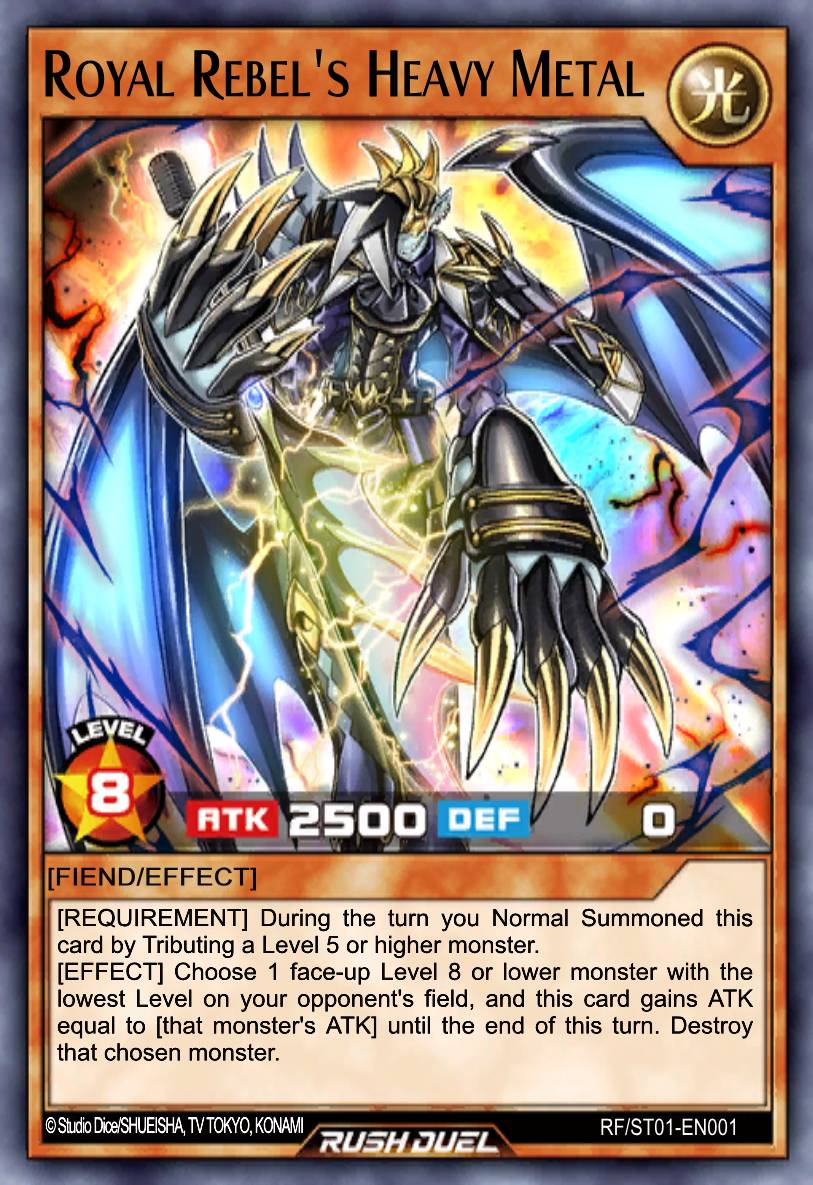 Royal Rebel's Heavy Metal
光
LEVEL
8
ATK 2500 DEF 0
[FIEND/EFFECT]
[REQUIREMENT] During the turn you Normal Summoned this
card by Tributing a Level 5 or higher monster.
[EFFECT] Choose 1 face-up Level 8 or lower monster with the
lowest Level on your opponent's field, and this card gains ATK
equal to [that monster's ATK] until the end of this turn. Destroy
that chosen monster.
© Studio Dice/SHUEISHA, TV TOKYO, KONAMI
RUSH DUEL
RF/ST01-EN001